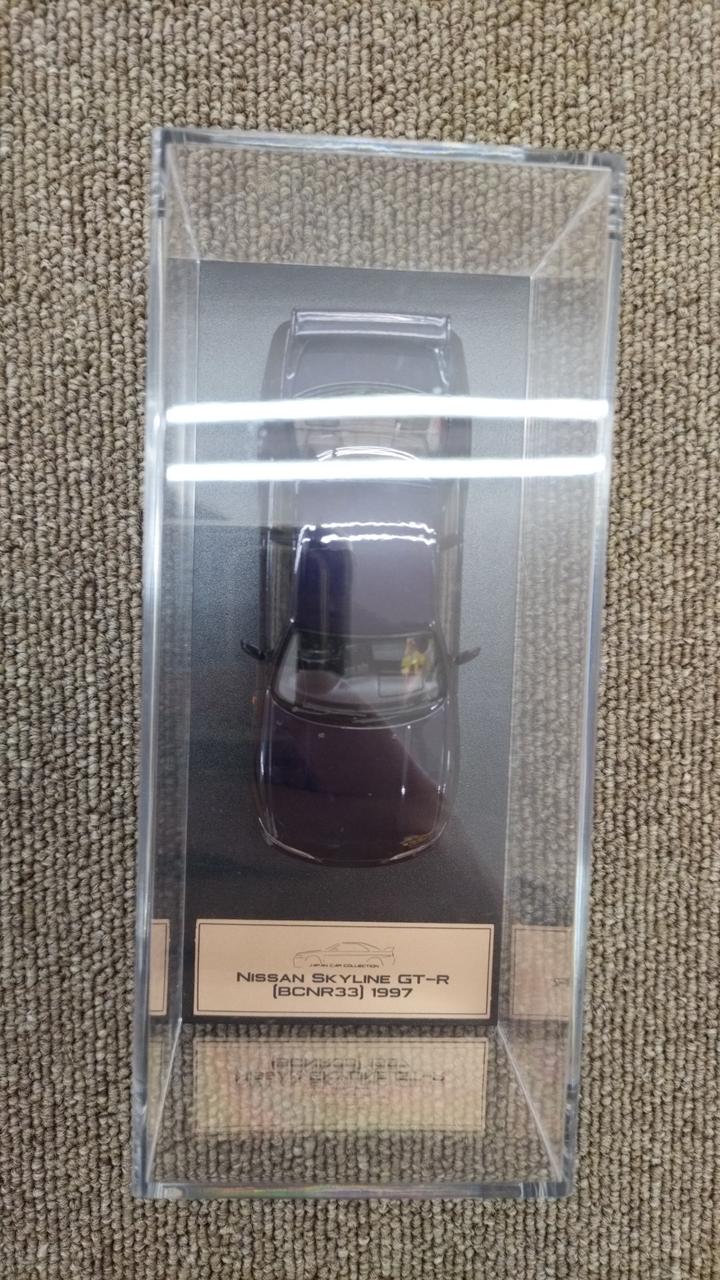 JAPAN CAR COLLECTION
NISSAN SKYLINE GT-R
(BCNR33) 1997